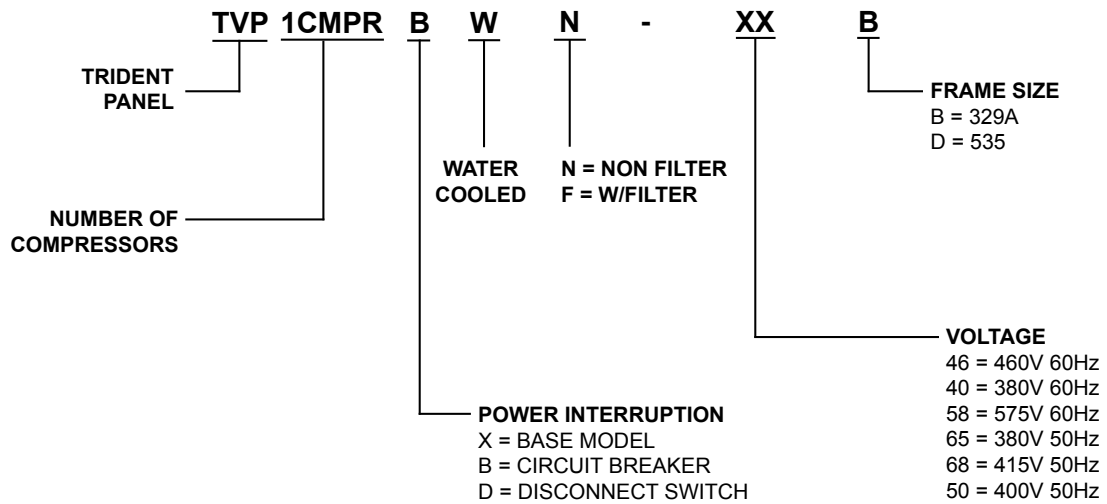 TVP 1CMPR B W N - XX B
TRIDENT
PANEL
FRAME SIZE
B = 329A
D = 535
WATER
COOLED
N = NON FILTER
F = W/FILTER
NUMBER OF
COMPRESSORS
VOLTAGE
46 = 460V 60Hz
40 = 380V 60Hz
58 = 575V 60Hz
65 = 380V 50Hz
68 = 415V 50Hz
50 = 400V 50Hz
POWER INTERRUPTION
X = BASE MODEL
B = CIRCUIT BREAKER
D = DISCONNECT SWITCH